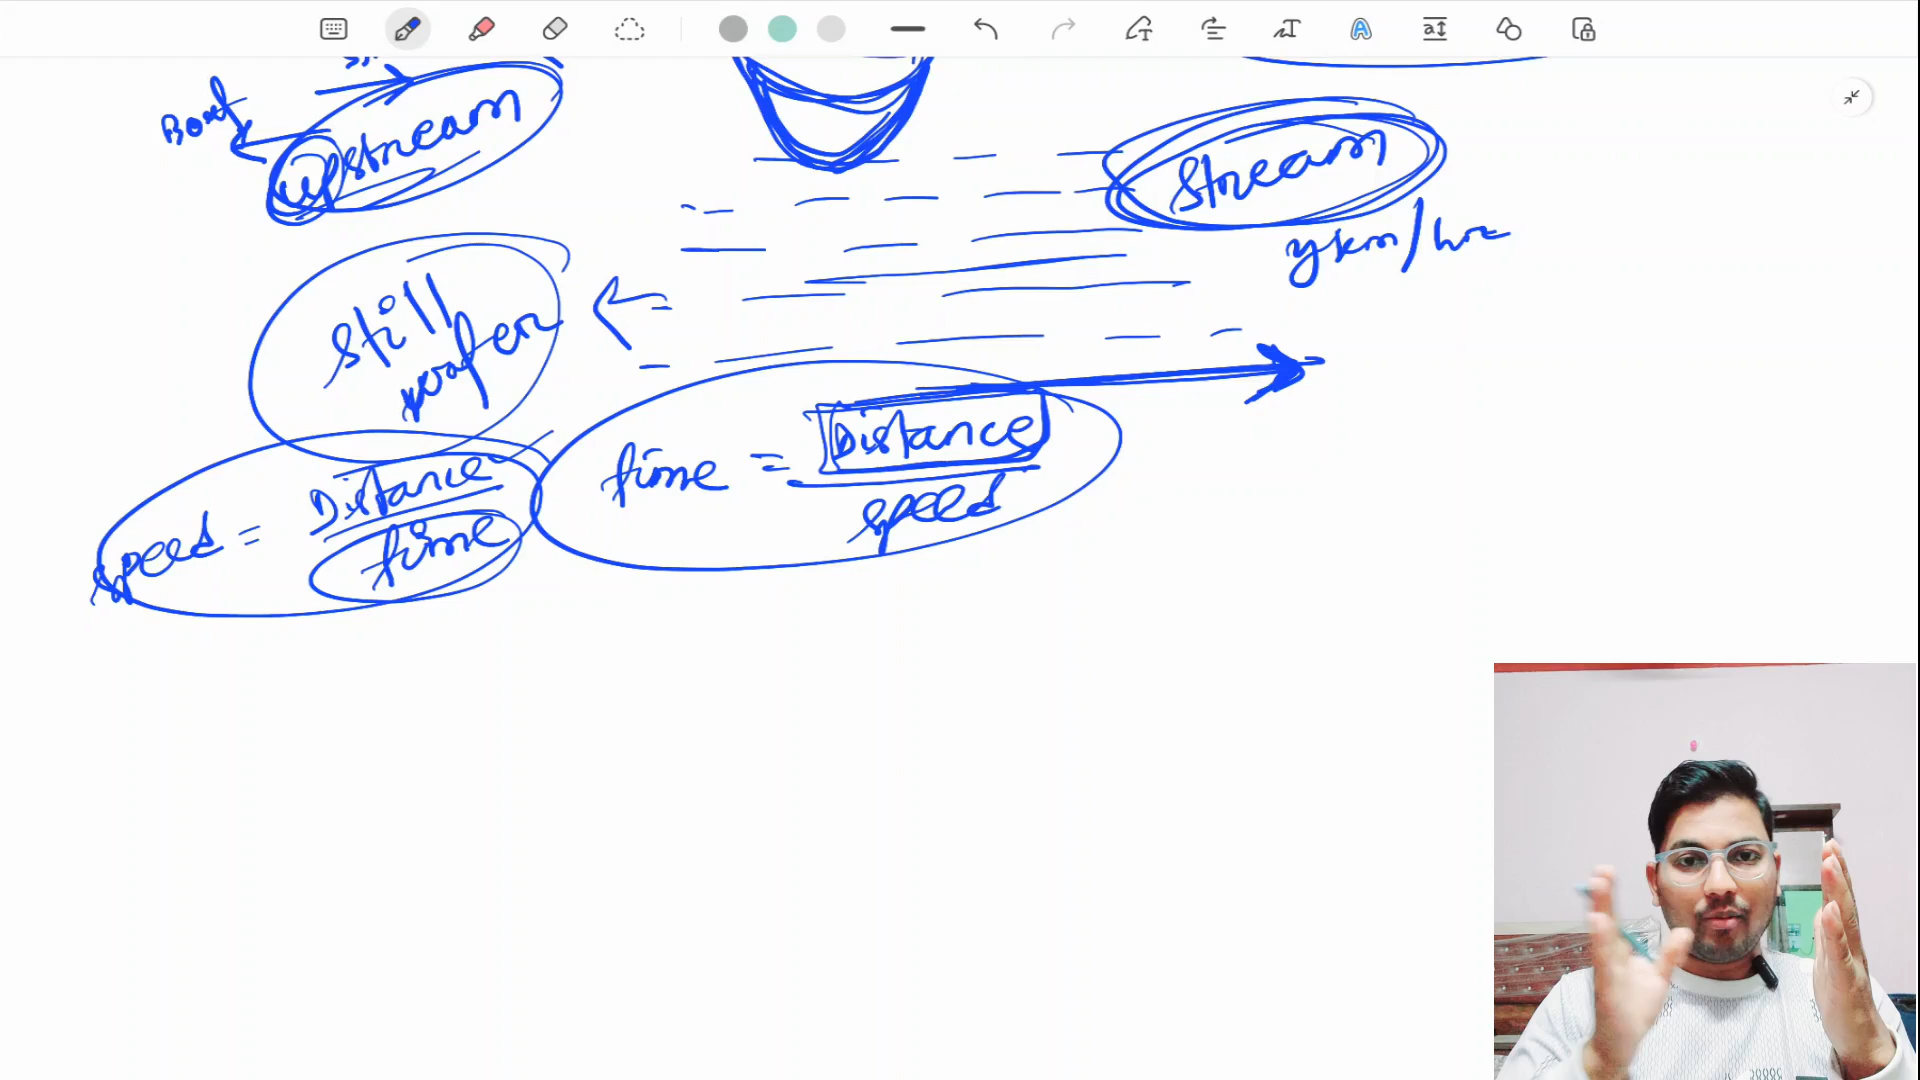 Boat
upstream
Stream
y km/hr
still
water
time = Distance
speed
speed = Distance
time